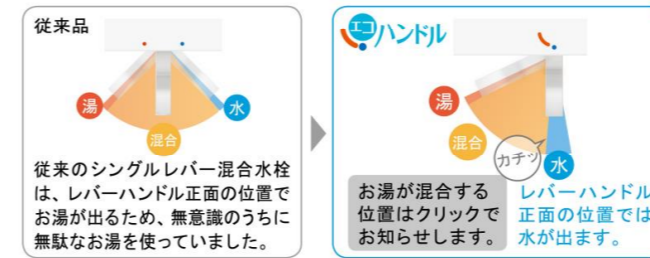 従来品
湯
水
混合
従来のシングルレバー混合水栓
は、レバーハンドル正面の位置で
お湯が出るため、無意識のうちに
無駄なお湯を使っていました。
エコハンドル
湯
混合
カチッ
水
お湯が混合する
位置はクリックで
お知らせします。
レバーハンドル
正面の位置では
水が出ます。